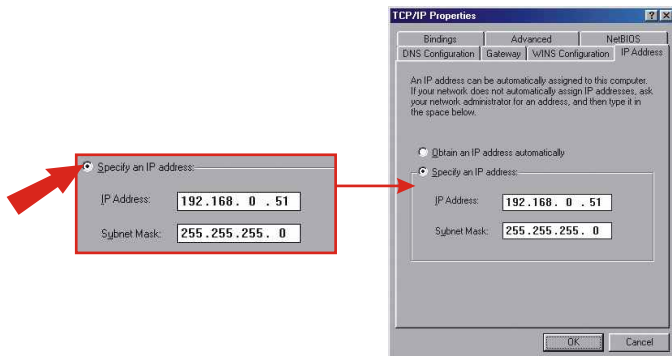 TCP/IP Properties
Bindings Advanced NetBIOS
DNS Configuration Gateway WINS Configuration IP Address
An IP address can be automatically assigned to this computer.
If your network does not automatically assign IP addresses, ask
your network administrator for an address, and then type it in
the space below.
Obtain an IP address automatically
Specify an IP address:
IP Address: 192.168. 0 .51
Subnet Mask: 255.255.255. 0
OK Cancel
Specify an IP address:
IP Address: 192.168. 0 .51
Subnet Mask: 255.255.255. 0